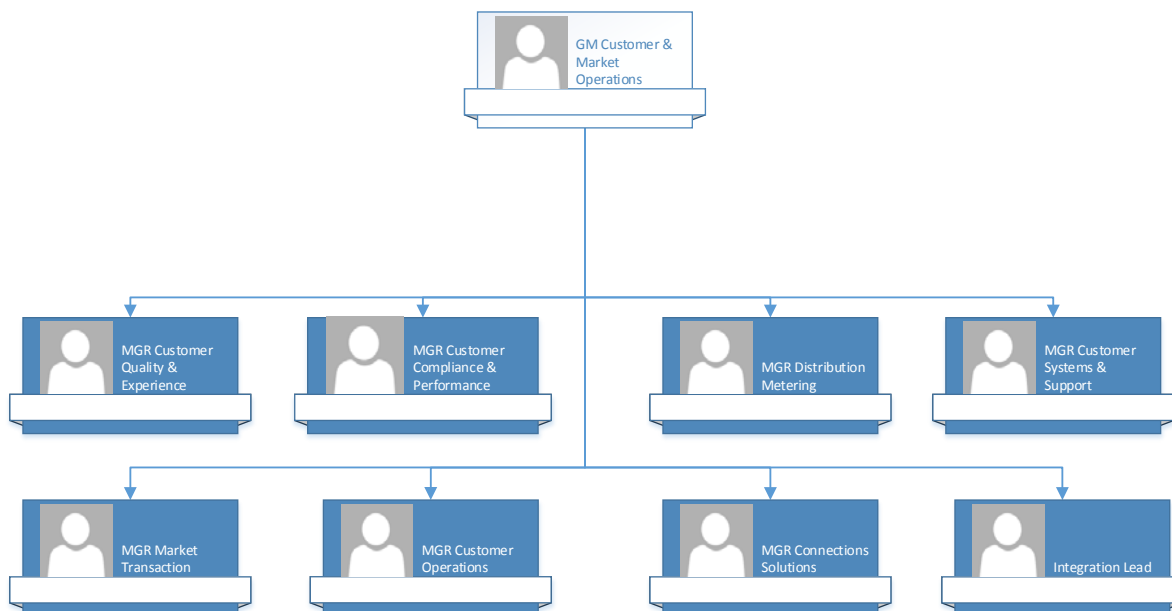 GM Customer &
Market
Operations
MGR Customer
Quality &
Experience
MGR Customer
Compliance &
Performance
MGR Distribution
Metering
MGR Customer
Systems &
Support
MGR Market
Transaction
MGR Customer
Operations
MGR Connections
Solutions
Integration Lead